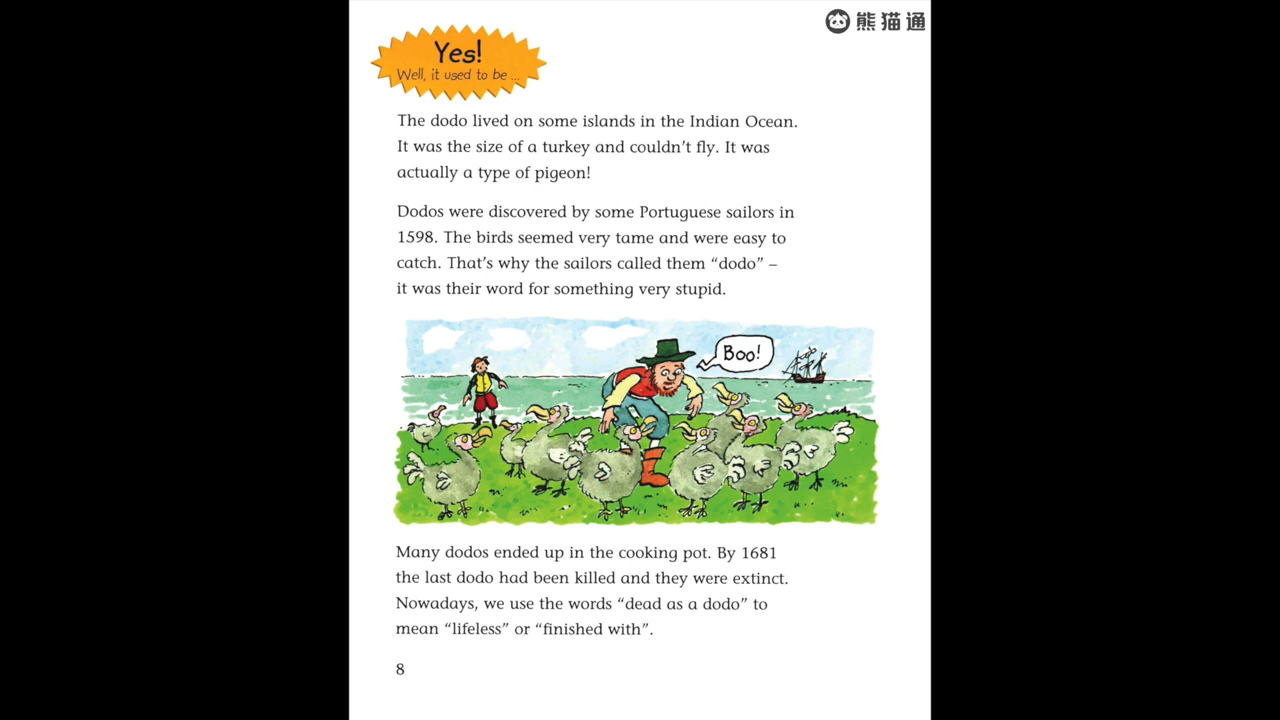 熊猫通
Yes!
Well, it used to be ...
The dodo lived on some islands in the Indian Ocean.
It was the size of a turkey and couldn't fly. It was
actually a type of pigeon!
Dodos were discovered by some Portuguese sailors in
1598. The birds seemed very tame and were easy to
catch. That's why the sailors called them “dodo” –
it was their word for something very stupid.
Boo!
Many dodos ended up in the cooking pot. By 1681
the last dodo had been killed and they were extinct.
Nowadays, we use the words “dead as a dodo” to
mean “lifeless” or “finished with”.
8